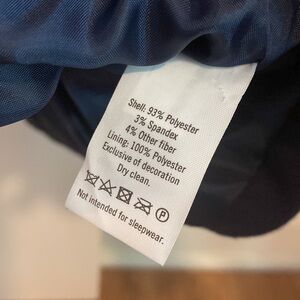 Shell: 93% Polyester
3% Spandex
4% Other fiber
Lining: 100% Polyester
Exclusive of decoration
Dry clean.
P
Not intended for sleepwear.